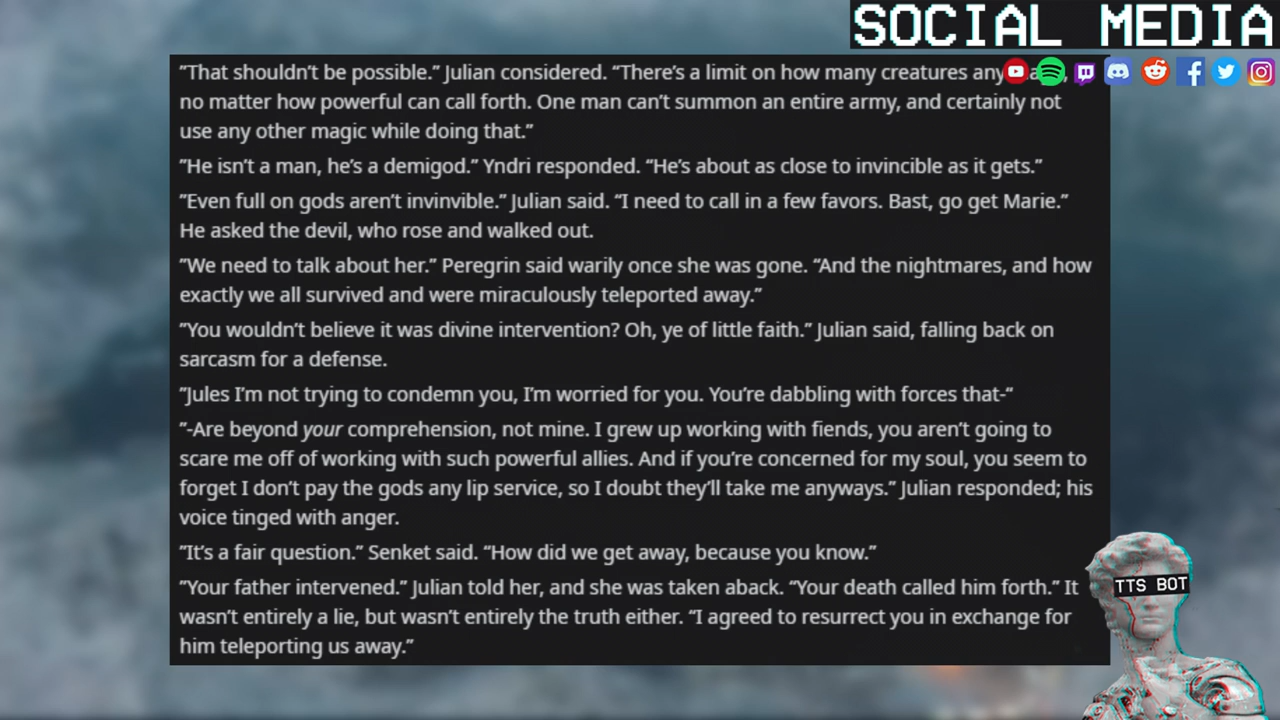 SOCIAL MEDIA
"That shouldn't be possible." Julian considered. "There's a limit on how many creatures any
no matter how powerful can call forth. One man can't summon an entire army, and certainly not
use any other magic while doing that."
"He isn't a man, he's a demigod." Yndri responded. "He's about as close to invincible as it gets."
"Even full on gods aren't invinvible." Julian said. "I need to call in a few favors. Bast, go get Marie."
He asked the devil, who rose and walked out.
"We need to talk about her." Peregrin said warily once she was gone. "And the nightmares, and how
exactly we all survived and were miraculously teleported away."
"You wouldn't believe it was divine intervention? Oh, ye of little faith." Julian said, falling back on
sarcasm for a defense.
"Jules I'm not trying to condemn you, I'm worried for you. You're dabbling with forces that-"
"-Are beyond your comprehension, not mine. I grew up working with fiends, you aren't going to
scare me off of working with such powerful allies. And if you're concerned for my soul, you seem to
forget I don't pay the gods any lip service, so I doubt they'll take me anyways." Julian responded; his
voice tinged with anger.
"It's a fair question." Senket said. "How did we get away, because you know."
"Your father intervened." Julian told her, and she was taken aback. "Your death called him forth." It
wasn't entirely a lie, but wasn't entirely the truth either. "I agreed to resurrect you in exchange for
him teleporting us away."
TTS BOT